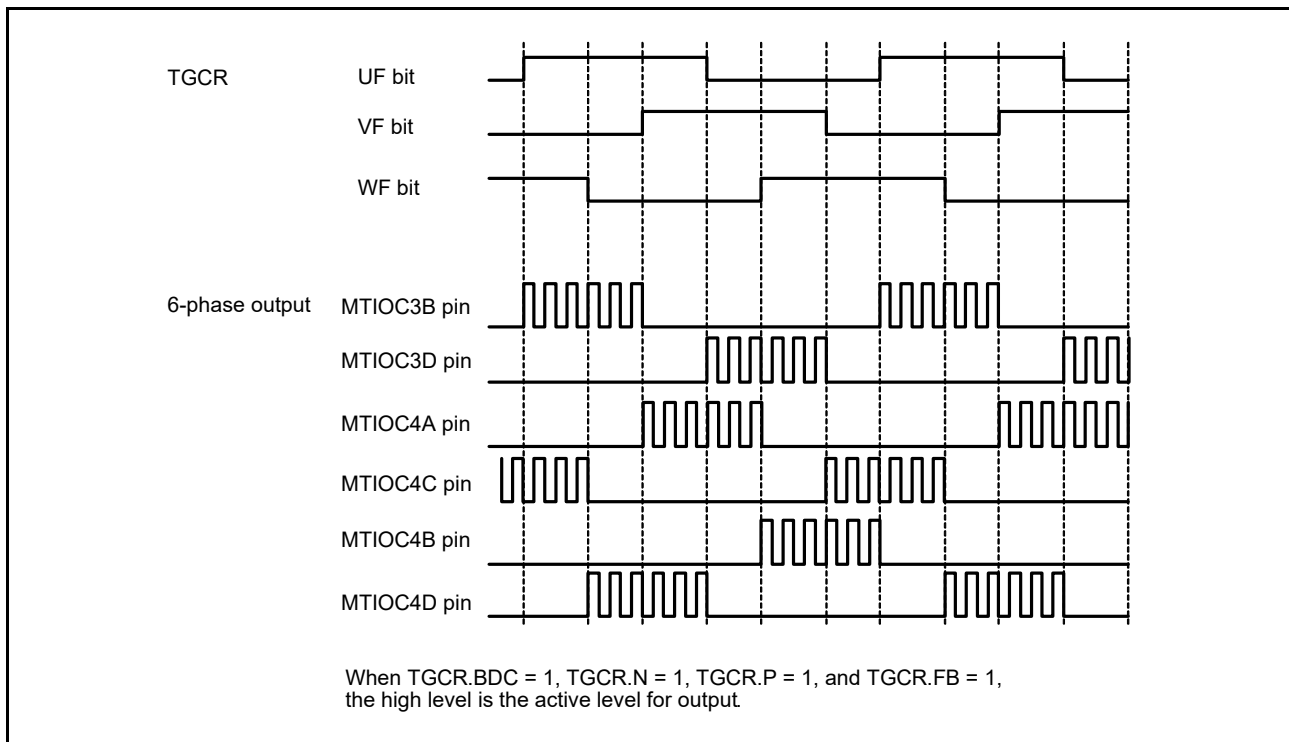 TGCR
UF bit
VF bit
WF bit
6-phase output
MTIOC3B pin
MTIOC3D pin
MTIOC4A pin
MTIOC4C pin
MTIOC4B pin
MTIOC4D pin
When TGCR.BDC = 1, TGCR.N = 1, TGCR.P = 1, and TGCR.FB = 1,
the high level is the active level for output.